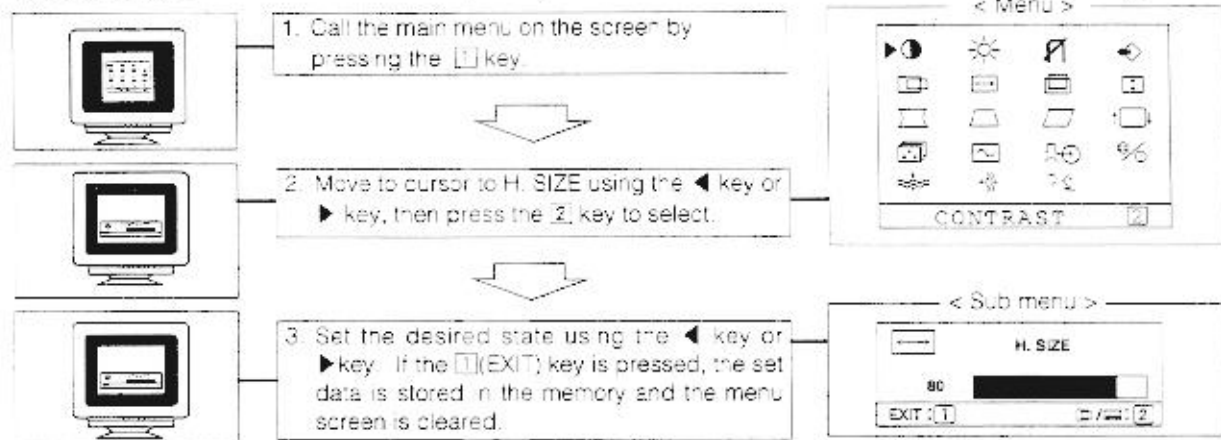 < Menu >
1. Call the main menu on the screen by
pressing the 1 key.
CONTRAST 2
2. Move to cursor to H. SIZE using the ◀ key or
▶ key, then press the 2 key to select.
< Sub menu >
3. Set the desired state using the ◀ key or
▶ key. If the 1 (EXIT) key is pressed, the set
data is stored in the memory and the menu
screen is cleared.
H. SIZE
80
EXIT : 1
: 2